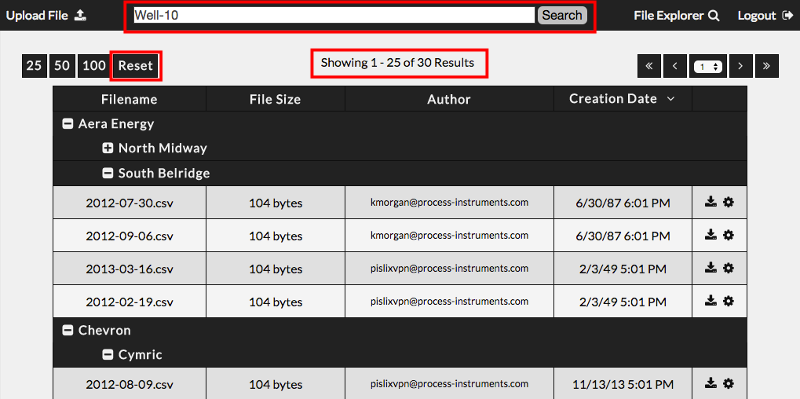 Upload File Well-10 Search File Explorer Logout
25 50 100 Reset Showing 1 - 25 of 30 Results « < 1 > »
Filename File Size Author Creation Date
Aera Energy
North Midway
South Belridge
2012-07-30.csv 104 bytes kmorgan@process-instruments.com 6/30/87 6:01 PM
2012-09-06.csv 104 bytes kmorgan@process-instruments.com 6/30/87 6:01 PM
2013-03-16.csv 104 bytes pislixvpn@process-instruments.com 2/3/49 5:01 PM
2012-02-19.csv 104 bytes pislixvpn@process-instruments.com 2/3/49 5:01 PM
Chevron
Cymric
2012-08-09.csv 104 bytes pislixvpn@process-instruments.com 11/13/13 5:01 PM